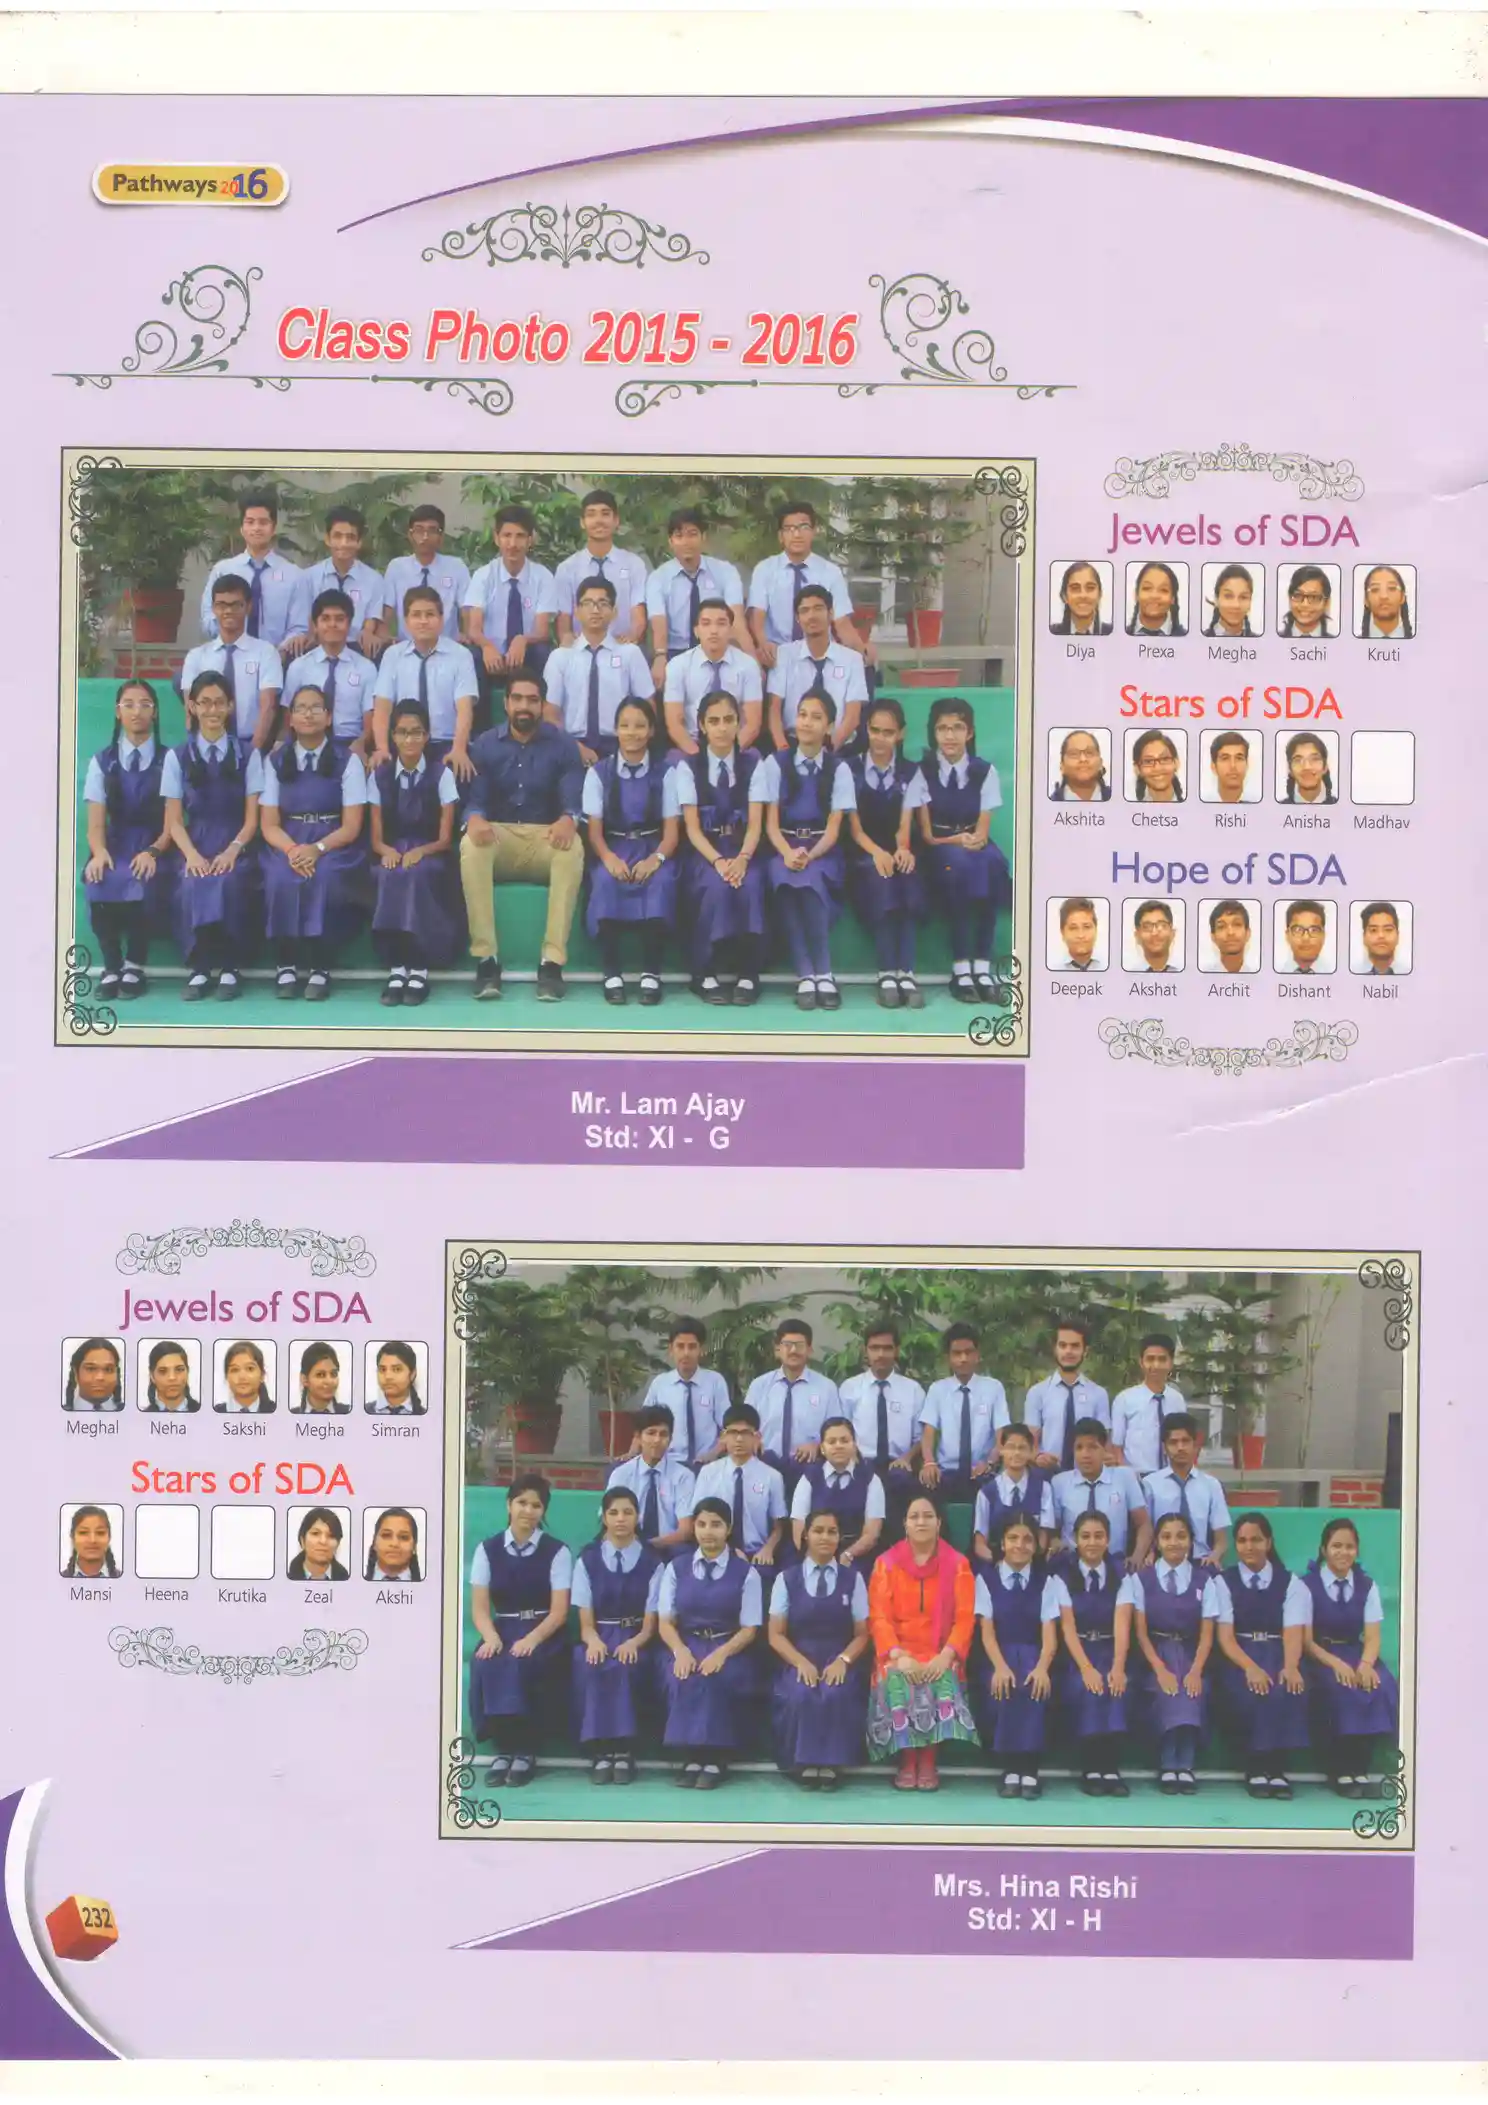 Pathways 2016
Class Photo 2015 - 2016
Jewels of SDA
Diya Prexa Megha Sachi Kruti
Stars of SDA
Akshita Chetsa Rishi Anisha Madhav
Hope of SDA
Deepak Akshat Archit Dishant Nabil
Mr. Lam Ajay
Std: XI - G
Jewels of SDA
Meghal Neha Sakshi Megha Simran
Stars of SDA
Mansi Heena Krutika Zeal Akshi
Mrs. Hina Rishi
Std: XI - H
232